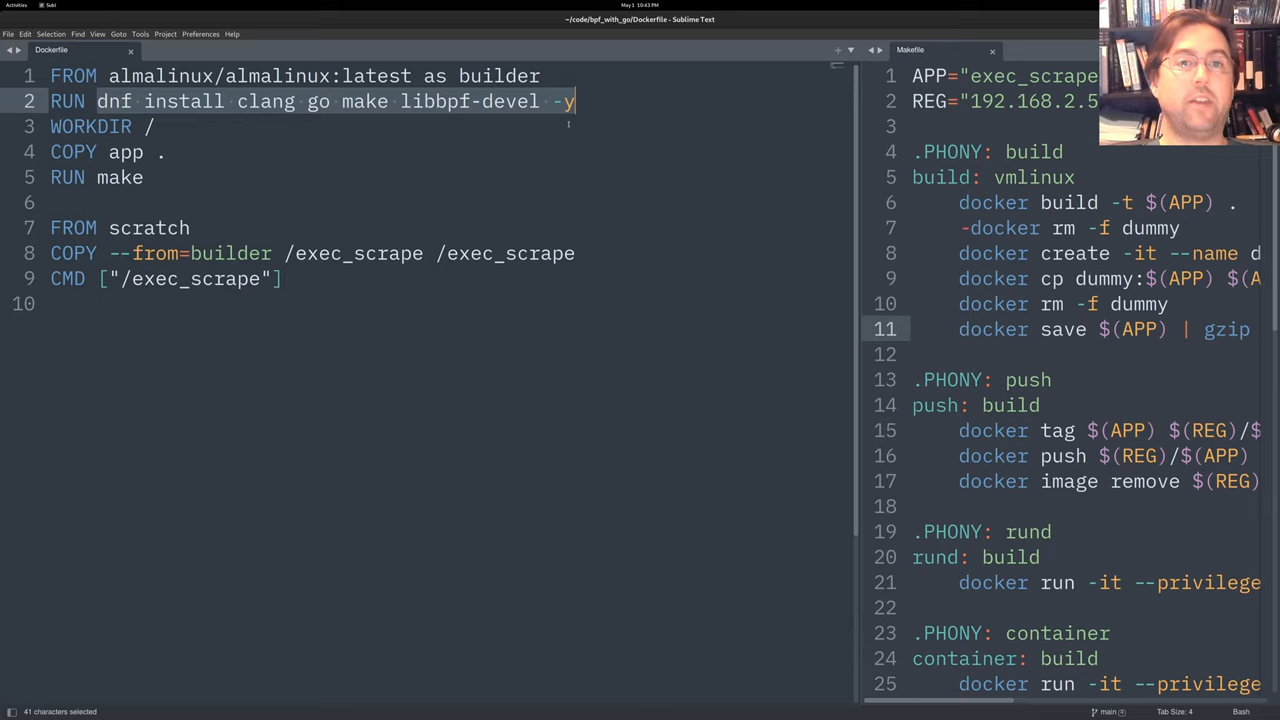 Activities Subl May 1 10:43 PM
~/code/bpf_with_go/Dockerfile - Sublime Text
File Edit Selection Find View Goto Tools Project Preferences Help
Dockerfile
1 FROM almalinux/almalinux:latest as builder
2 RUN dnf install clang go make libbpf-devel -y
3 WORKDIR /
4 COPY app .
5 RUN make
6
7 FROM scratch
8 COPY --from=builder /exec_scrape /exec_scrape
9 CMD ["/exec_scrape"]
10
Makefile
1 APP="exec_scrape
2 REG="192.168.2.5
3
4 .PHONY: build
5 build: vmlinux
6 docker build -t $(APP) .
7 -docker rm -f dummy
8 docker create -it --name d
9 docker cp dummy:$(APP) $(A
10 docker rm -f dummy
11 docker save $(APP) | gzip
12
13 .PHONY: push
14 push: build
15 docker tag $(APP) $(REG)/$
16 docker push $(REG)/$(APP)
17 docker image remove $(REG)
18
19 .PHONY: rund
20 rund: build
21 docker run -it --privilege
22
23 .PHONY: container
24 container: build
25 docker run -it --privilege
41 characters selected
main 4 Tab Size: 4 Bash